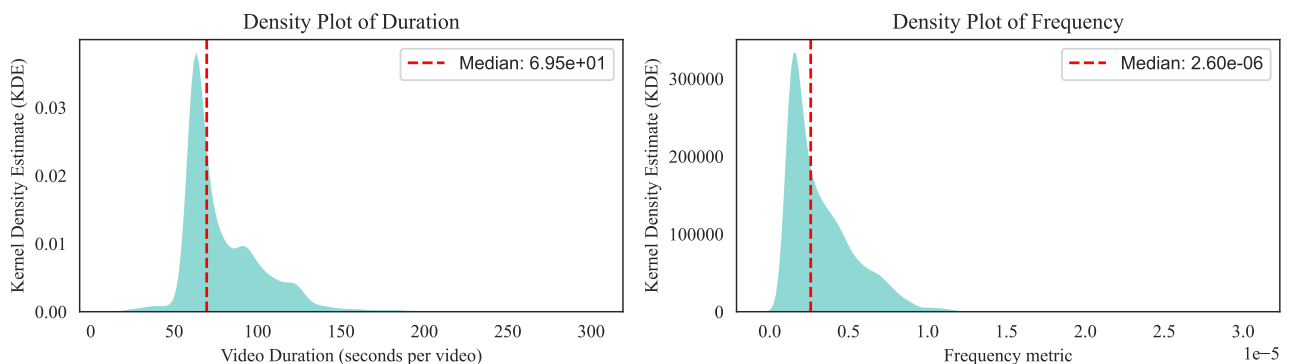 Density Plot of Duration
Median: 6.95e+01
Kernel Density Estimate (KDE)
0.03
0.02
0.01
0.00
0 50 100 150 200 250 300
Video Duration (seconds per video)
Density Plot of Frequency
Median: 2.60e-06
Kernel Density Estimate (KDE)
300000
200000
100000
0
0.0 0.5 1.0 1.5 2.0 2.5 3.0
1e−5
Frequency metric